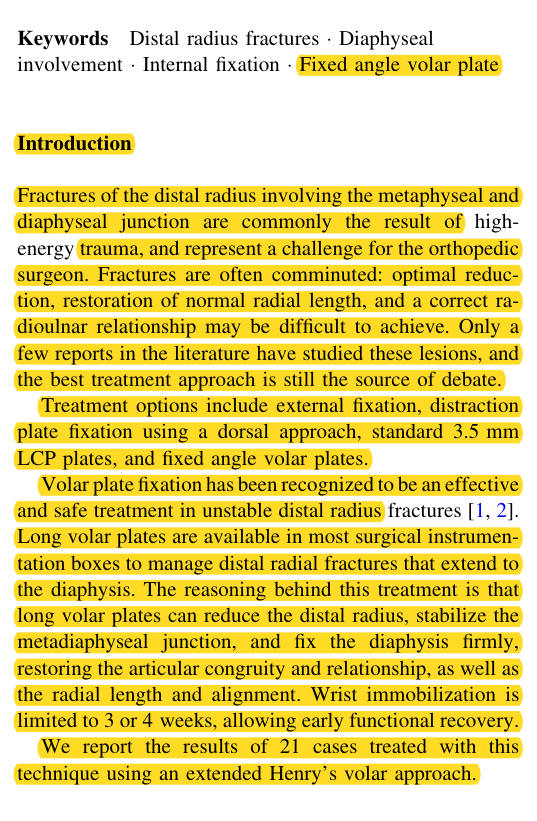 Keywords Distal radius fractures · Diaphyseal
involvement · Internal fixation · Fixed angle volar plate
Introduction
Fractures of the distal radius involving the metaphyseal and
diaphyseal junction are commonly the result of high-
energy trauma, and represent a challenge for the orthopedic
surgeon. Fractures are often comminuted: optimal reduc-
tion, restoration of normal radial length, and a correct ra-
dioulnar relationship may be difficult to achieve. Only a
few reports in the literature have studied these lesions, and
the best treatment approach is still the source of debate.
Treatment options include external fixation, distraction
plate fixation using a dorsal approach, standard 3.5 mm
LCP plates, and fixed angle volar plates.
Volar plate fixation has been recognized to be an effective
and safe treatment in unstable distal radius fractures [1, 2].
Long volar plates are available in most surgical instrumen-
tation boxes to manage distal radial fractures that extend to
the diaphysis. The reasoning behind this treatment is that
long volar plates can reduce the distal radius, stabilize the
metadiaphyseal junction, and fix the diaphysis firmly,
restoring the articular congruity and relationship, as well as
the radial length and alignment. Wrist immobilization is
limited to 3 or 4 weeks, allowing early functional recovery.
We report the results of 21 cases treated with this
technique using an extended Henry's volar approach.